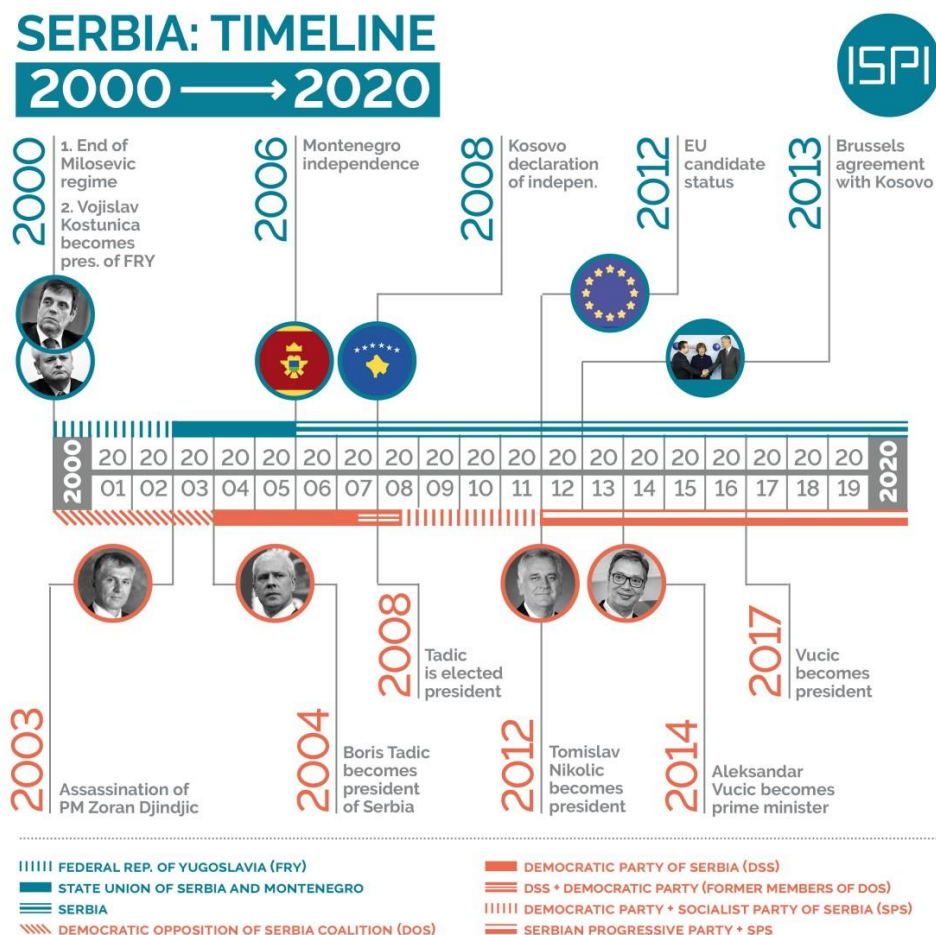 SERBIA: TIMELINE
2000 → 2020
ISPI
2000
1. End of
Milosevic
regime
2. Vojislav
Kostunica
becomes
pres. of FRY
2006
Montenegro
independence
2008
Kosovo
declaration
of indepen.
2012
EU
candidate
status
2013
Brussels
agreement
with Kosovo
2000 20 20 20 20 20 20 20 20 20 20 20 20 20 20 20 20 20 20 20 2020
01 02 03 04 05 06 07 08 09 10 11 12 13 14 15 16 17 18 19
2003
Assassination of
PM Zoran Djindjic
2004
Boris Tadic
becomes
president
of Serbia
2008
Tadic
is elected
president
2012
Tomislav
Nikolic
becomes
president
2014
Aleksandar
Vucic becomes
prime minister
2017
Vucic
becomes
president
FEDERAL REP. OF YUGOSLAVIA (FRY)
STATE UNION OF SERBIA AND MONTENEGRO
SERBIA
DEMOCRATIC OPPOSITION OF SERBIA COALITION (DOS)
DEMOCRATIC PARTY OF SERBIA (DSS)
DSS + DEMOCRATIC PARTY (FORMER MEMBERS OF DOS)
DEMOCRATIC PARTY + SOCIALIST PARTY OF SERBIA (SPS)
SERBIAN PROGRESSIVE PARTY + SPS